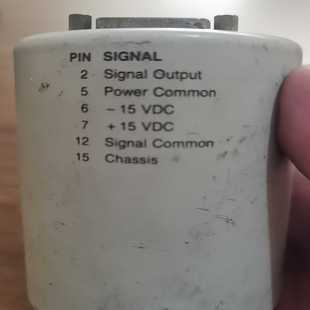 PIN SIGNAL
2 Signal Output
5 Power Common
6 − 15 VDC
7 + 15 VDC
12 Signal Common
15 Chassis